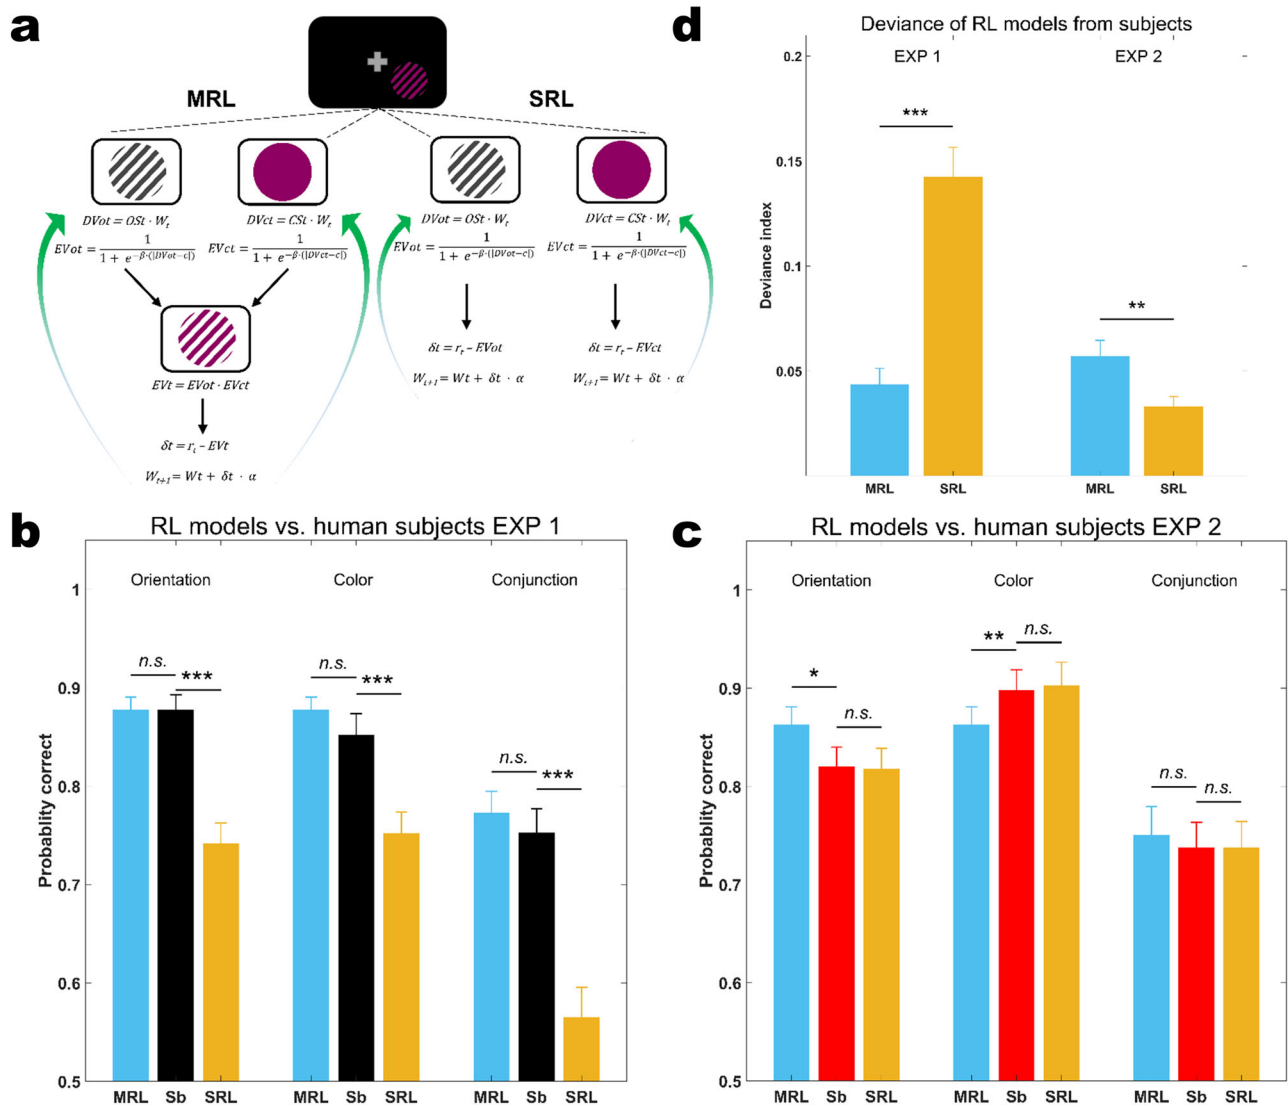 a
MRL
SRL
DVot = OSt · Wt
DVct = CSt · Wt
DVot = OSt · Wt
DVct = CSt · Wt
EVot = 1 / 1 + e^−β·(|DVot−c|)
EVct = 1 / 1 + e^−β·(|DVct−c|)
EVot = 1 / 1 + e^−β·(|DVot−c|)
EVct = 1 / 1 + e^−β·(|DVct−c|)
EVt = EVot · EVct
δt = rt – EVt
Wt+1 = Wt + δt · α
δt = rt – EVot
Wt+1 = Wt + δt · α
δt = rt – EVct
Wt+1 = Wt + δt · α
d
Deviance of RL models from subjects
EXP 1
EXP 2
0.2
0.15
0.1
0.05
Deviance index
***
**
MRL
SRL
MRL
SRL
b
RL models vs. human subjects EXP 1
Orientation
Color
Conjunction
1
0.9
0.8
0.7
0.6
0.5
Probablity correct
n.s.
***
n.s.
***
n.s.
***
MRL Sb SRL
MRL Sb SRL
MRL Sb SRL
c
RL models vs. human subjects EXP 2
Orientation
Color
Conjunction
1
0.9
0.8
0.7
0.6
0.5
Probablity correct
*
n.s.
**
n.s.
n.s.
n.s.
MRL Sb SRL
MRL Sb SRL
MRL Sb SRL